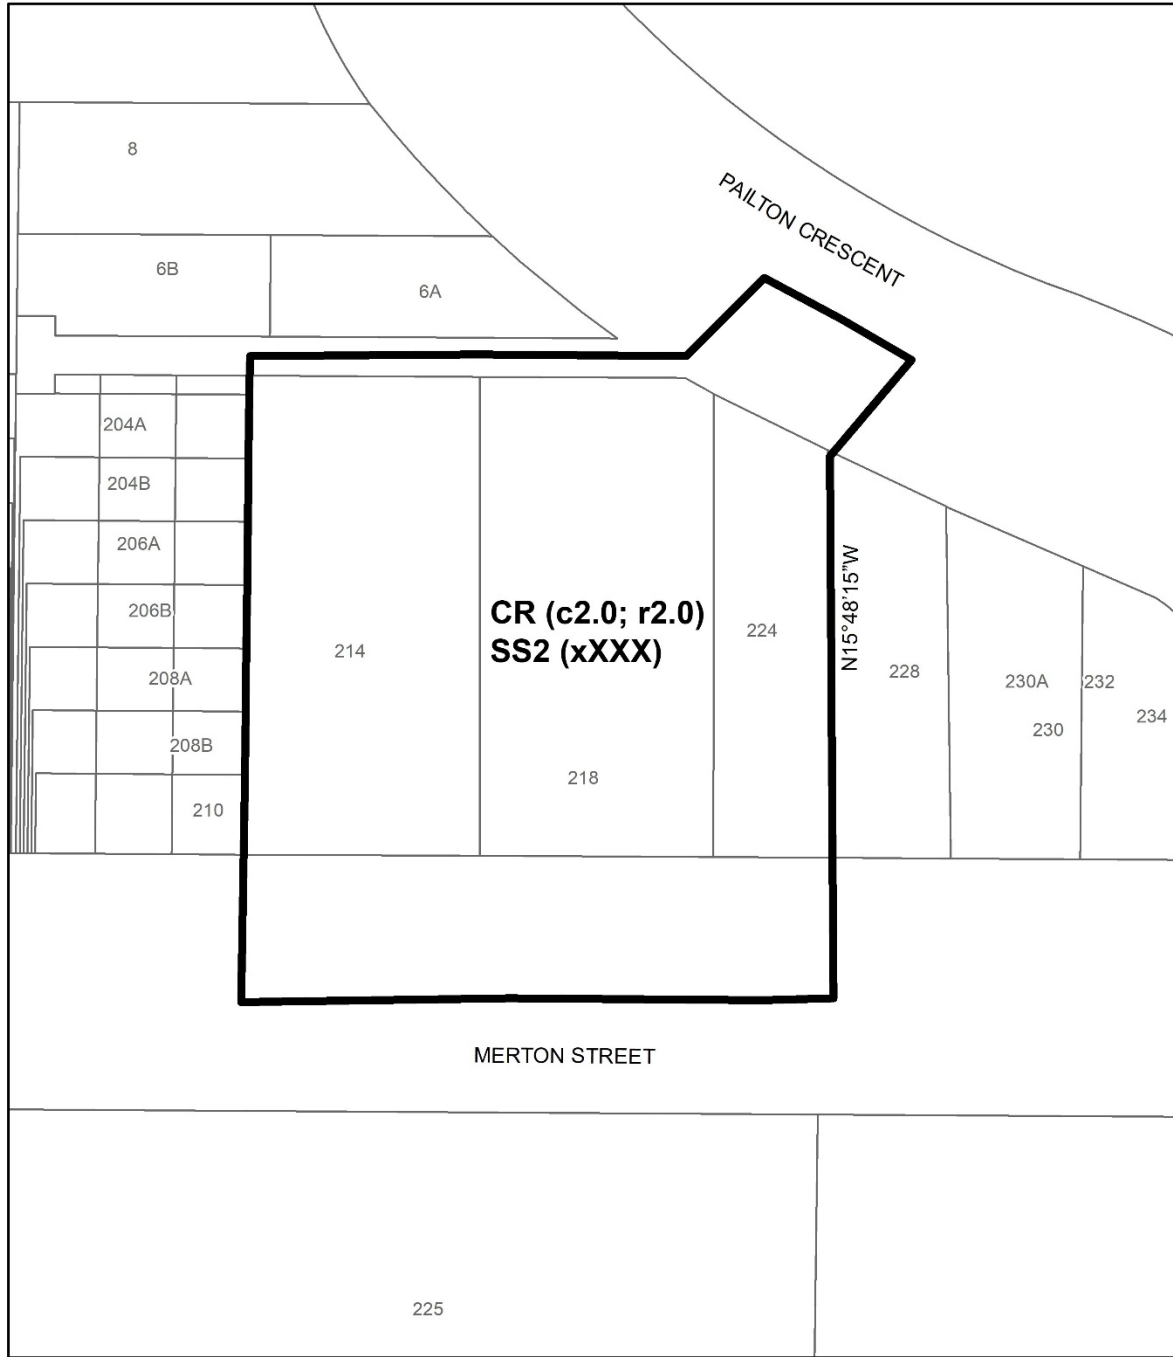 8
PAILTON CRESCENT
6B
6A
204A
204B
206A
206B
208A
208B
210
214
CR (c2.0; r2.0)
SS2 (xXXX)
218
224
N15°48'15"W
228
230A
230
232
234
MERTON STREET
225